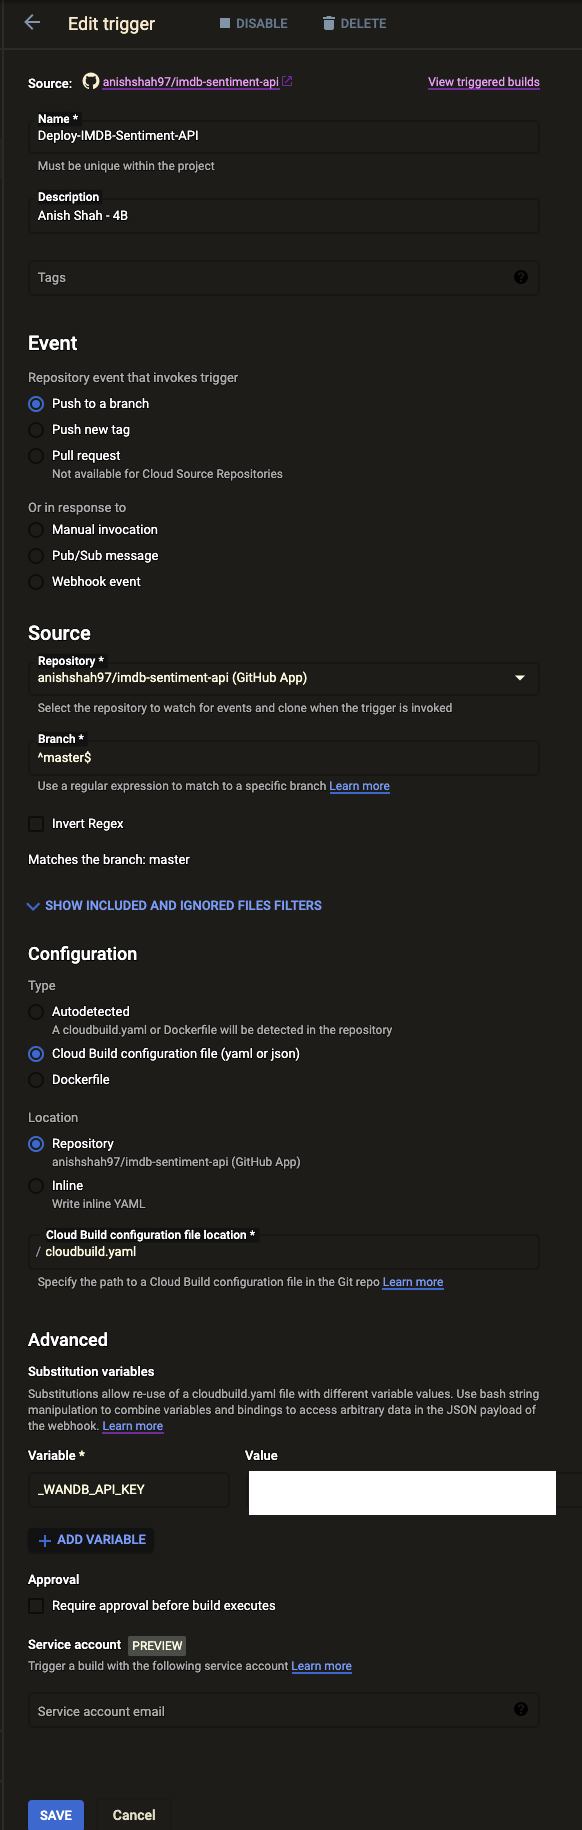 Edit trigger
DISABLE
DELETE
Source:
anishshah97/imdb-sentiment-api
View triggered builds
Name *
Deploy-IMDB-Sentiment-API
Must be unique within the project
Description
Anish Shah - 4B
Tags
Event
Repository event that invokes trigger
Push to a branch
Push new tag
Pull request
Not available for Cloud Source Repositories
Or in response to
Manual invocation
Pub/Sub message
Webhook event
Source
Repository *
anishshah97/imdb-sentiment-api (GitHub App)
Select the repository to watch for events and clone when the trigger is invoked
Branch *
^master$
Use a regular expression to match to a specific branch Learn more
Invert Regex
Matches the branch: master
SHOW INCLUDED AND IGNORED FILES FILTERS
Configuration
Type
Autodetected
A cloudbuild.yaml or Dockerfile will be detected in the repository
Cloud Build configuration file (yaml or json)
Dockerfile
Location
Repository
anishshah97/imdb-sentiment-api (GitHub App)
Inline
Write inline YAML
Cloud Build configuration file location *
/ cloudbuild.yaml
Specify the path to a Cloud Build configuration file in the Git repo Learn more
Advanced
Substitution variables
Substitutions allow re-use of a cloudbuild.yaml file with different variable values. Use bash string
manipulation to combine variables and bindings to access arbitrary data in the JSON payload of
the webhook. Learn more
Variable *
Value
_WANDB_API_KEY
ADD VARIABLE
Approval
Require approval before build executes
Service account PREVIEW
Trigger a build with the following service account Learn more
Service account email
SAVE
Cancel